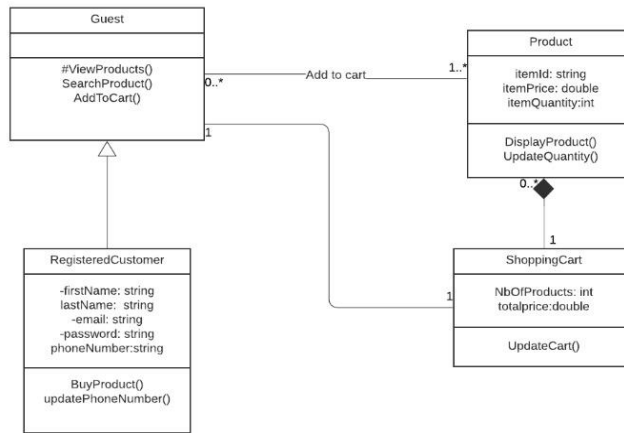 Guest
#ViewProducts()
SearchProduct()
AddToCart()
0..*
Add to cart
1..*
1
Product
itemId: string
itemPrice: double
itemQuantity:int
DisplayProduct()
UpdateQuantity()
0..*
1
RegisteredCustomer
-firstName: string
lastName: string
-email: string
-password: string
phoneNumber:string
BuyProduct()
updatePhoneNumber()
1
ShoppingCart
NbOfProducts: int
totalprice:double
UpdateCart()